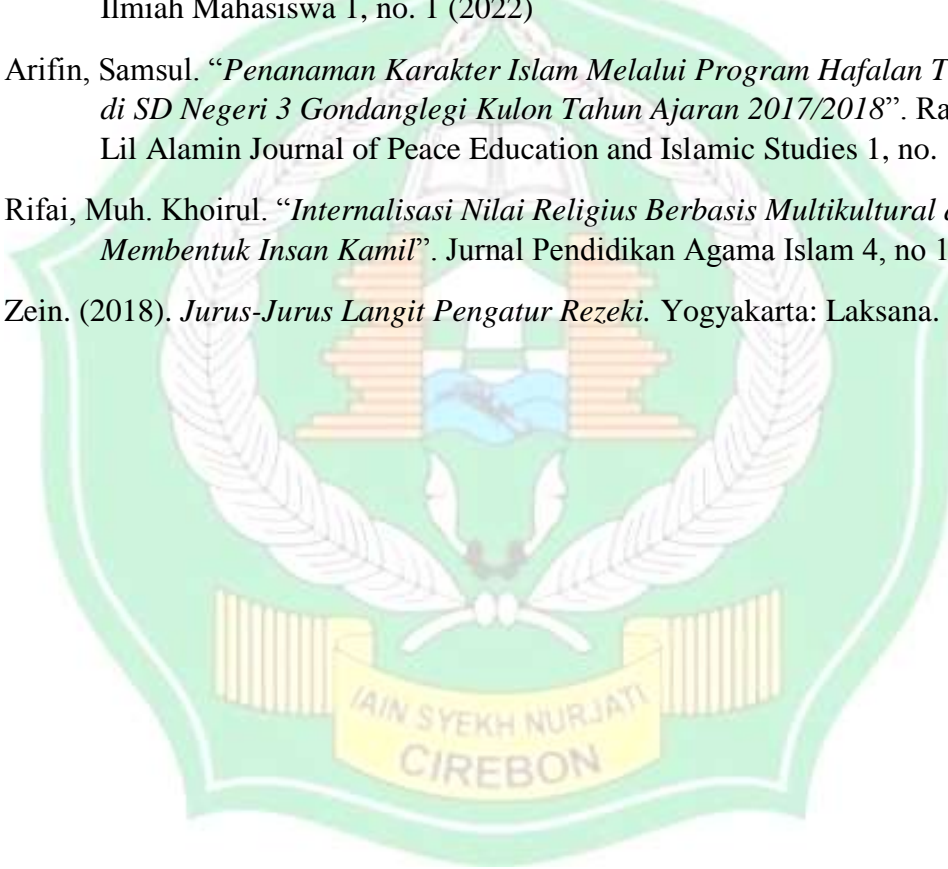 Ilmiah Mahasiswa 1, no. 1 (2022)
Arifin, Samsul. “Penanaman Karakter Islam Melalui Program Hafalan
di SD Negeri 3 Gondanglegi Kulon Tahun Ajaran 2017/2018”.
Lil Alamin Journal of Peace Education and Islamic Studies 1, no.
Rifai, Muh. Khoirul. “Internalisasi Nilai Religius Berbasis Multikultural
Membentuk Insan Kamil”. Jurnal Pendidikan Agama Islam 4, no 1
Zein. (2018). Jurus-Jurus Langit Pengatur Rezeki. Yogyakarta: Laksana.
IAIN SYEKH NURJATI
CIREBON